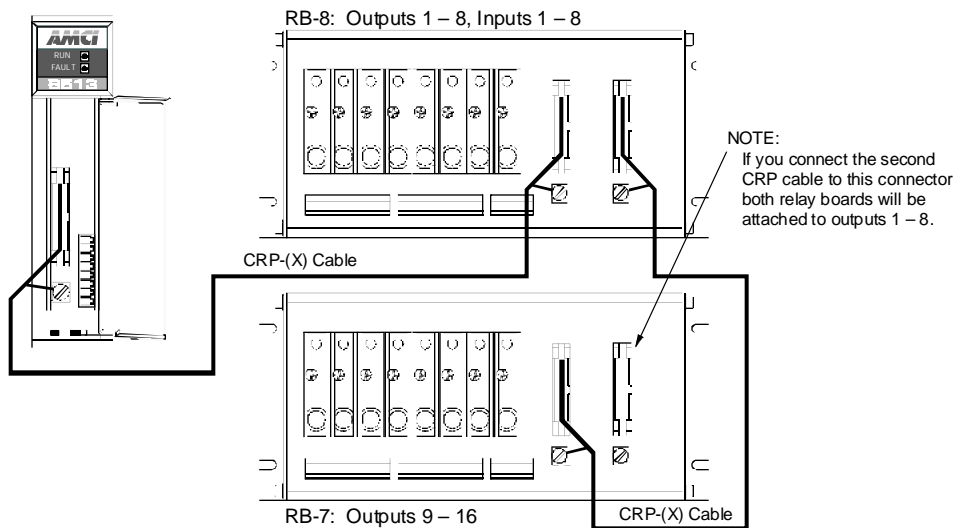 RB-8: Outputs 1 – 8, Inputs 1 – 8
AMCI
RUN
FAULT
NOTE:
If you connect the second
CRP cable to this connector
both relay boards will be
attached to outputs 1 – 8.
CRP-(X) Cable
RB-7: Outputs 9 – 16
CRP-(X) Cable